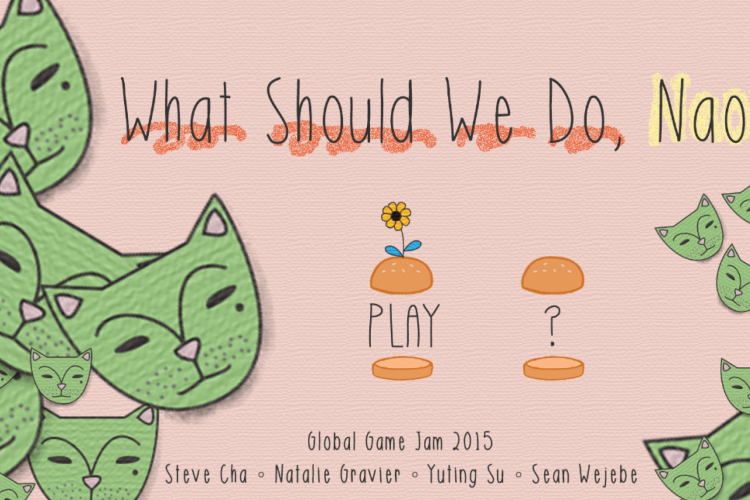 What Should We Do, Nao
PLAY ?
Global Game Jam 2015
Steve Cha ◦ Natalie Gravier ◦ Yuting Su ◦ Sean Wejebe